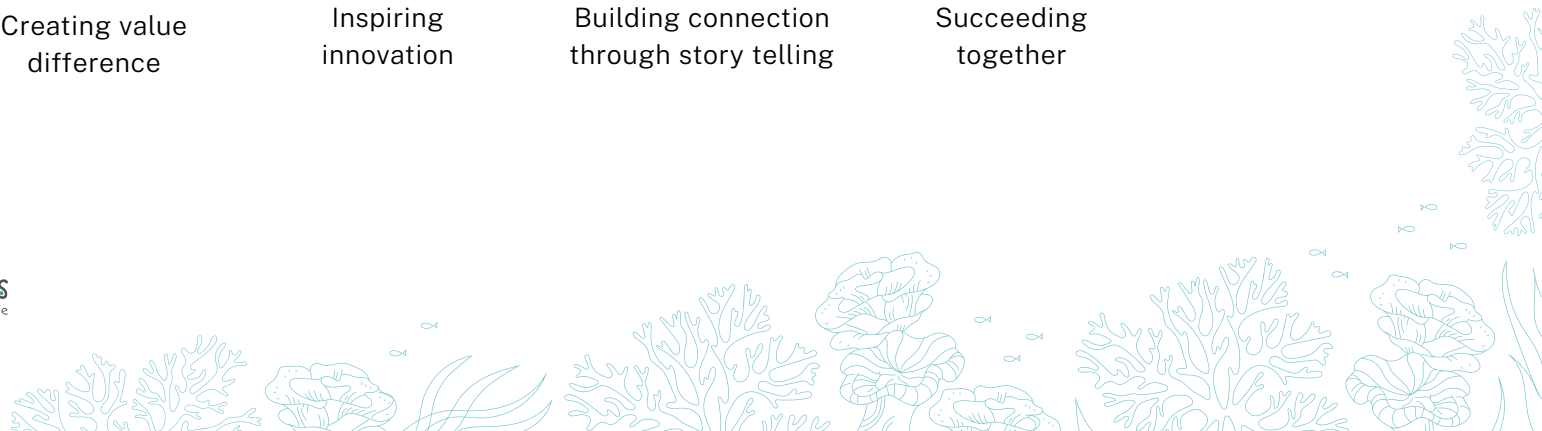 Creating value
difference
Inspiring
innovation
Building connection
through story telling
Succeeding
together